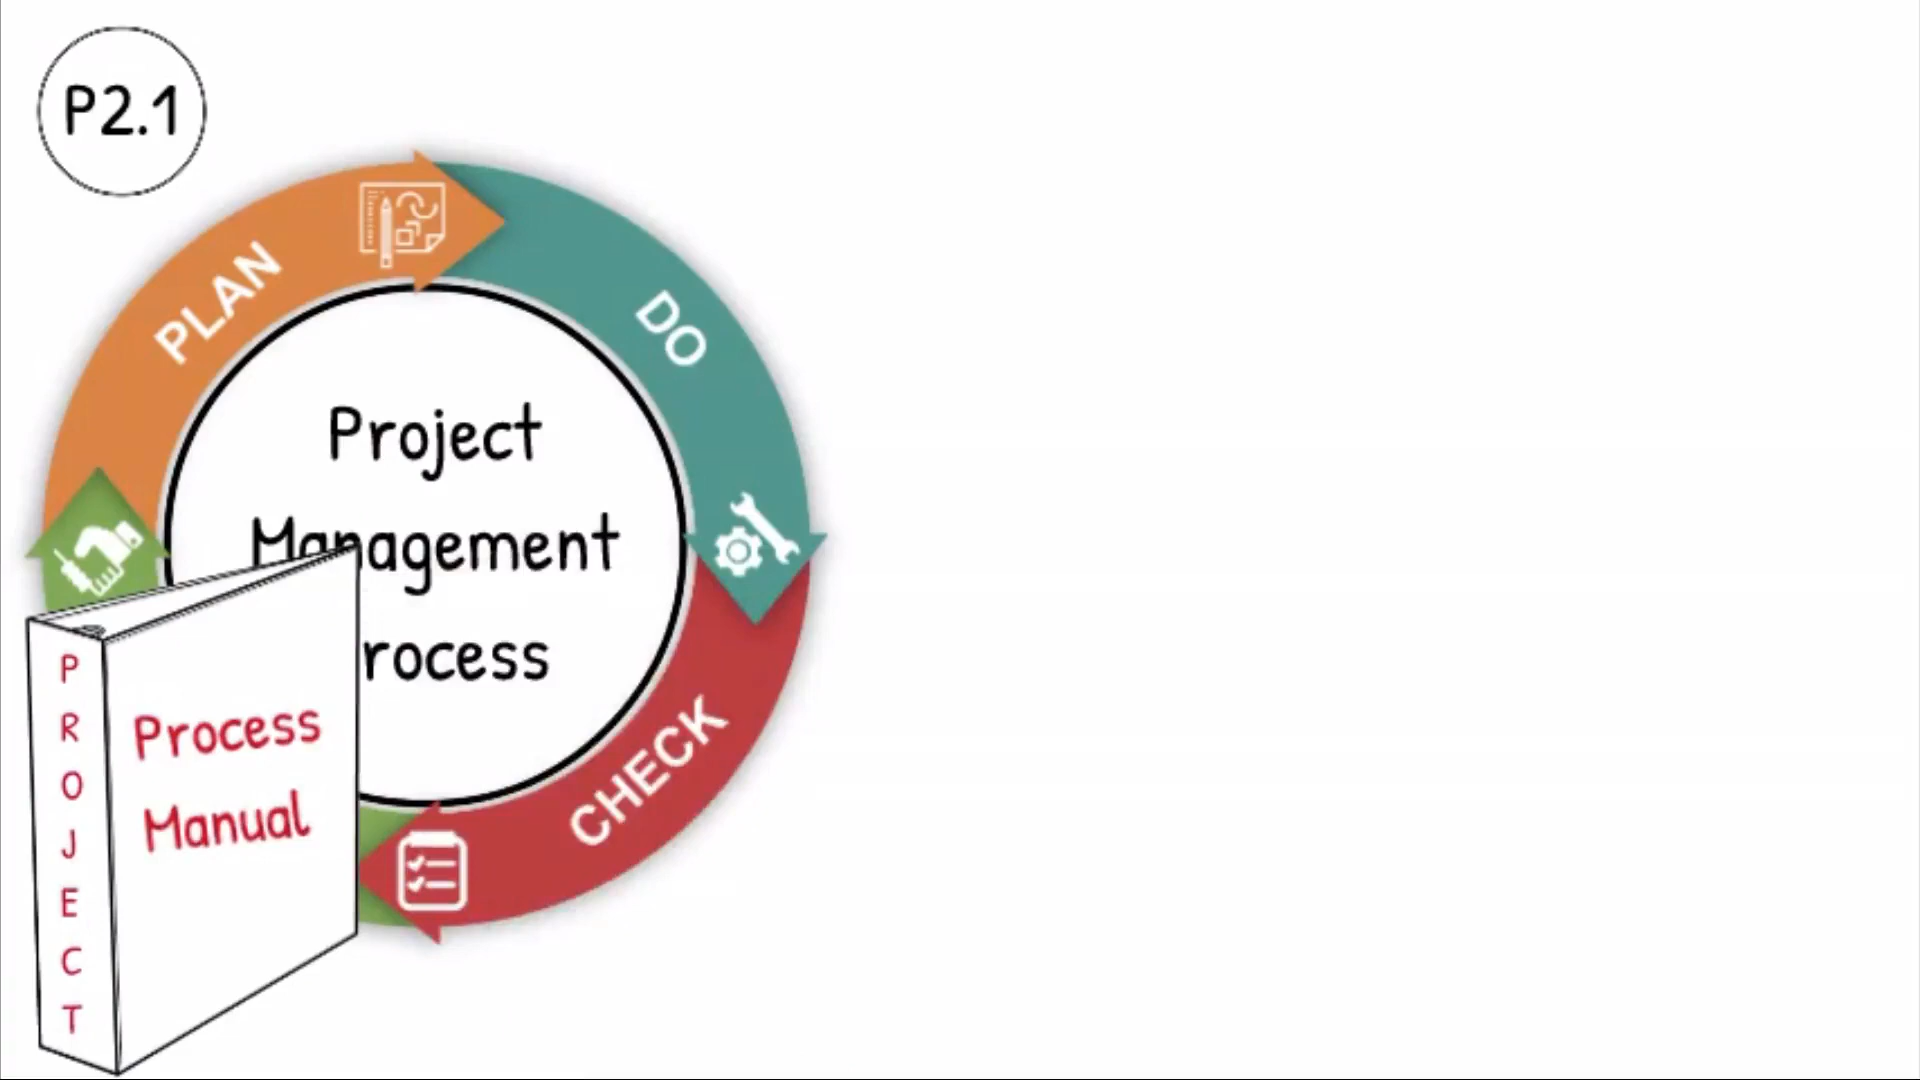 P2.1
PLAN
DO
Project
Management
rocess
CHECK
PROJECT
Process
Manual